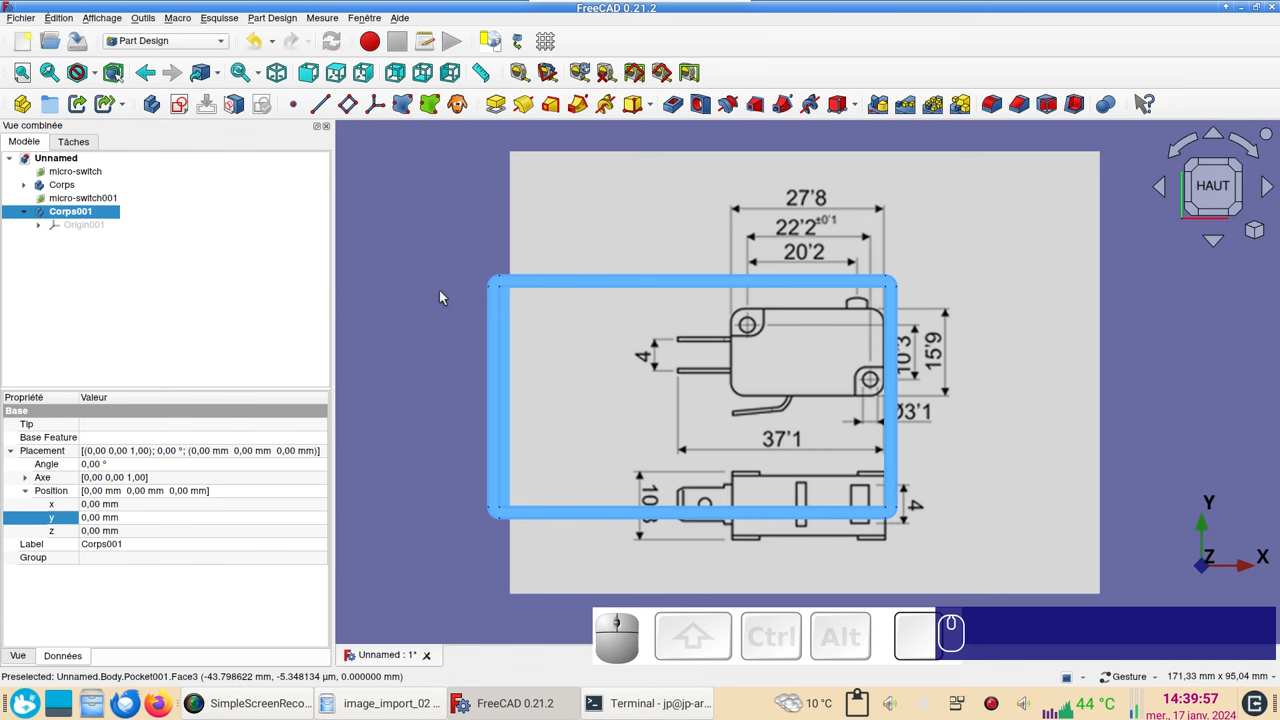 FreeCAD 0.21.2
Fichier Édition Affichage Outils Macro Esquisse Part Design Mesure Fenêtre Aide
Part Design
Vue combinée
Modèle Tâches
Unnamed
micro-switch
Corps
micro-switch001
Corps001
Origin001
HAUT
27'8
22'2±0'1
20'2
4
10'3
15'9
Ø3'1
37'1
4
Y
Z
X
Propriété Valeur
Base
Tip
Base Feature
Placement [(0,00 0,00 1,00); 0,00 °; (0,00 mm 0,00 mm 0,00 mm)]
Angle 0,00 °
Axe [0,00 0,00 1,00]
Position [0,00 mm 0,00 mm 0,00 mm]
x 0,00 mm
y 0,00 mm
z 0,00 mm
Label Corps001
Group
Ctrl Alt
Vue Données
Unnamed : 1*
Preselected: Unnamed.Body.Pocket001.Face3 (-43.798622 mm, -5.348134 µm, 0.000000 mm)
Gesture 171,33 mm x 95,04 mm
SimpleScreenReco... image_import_02 ... FreeCAD 0.21.2 Terminal - jp@jp-ar... 10 °C 44 °C
14:39:57
mer., 17 janv. 2024